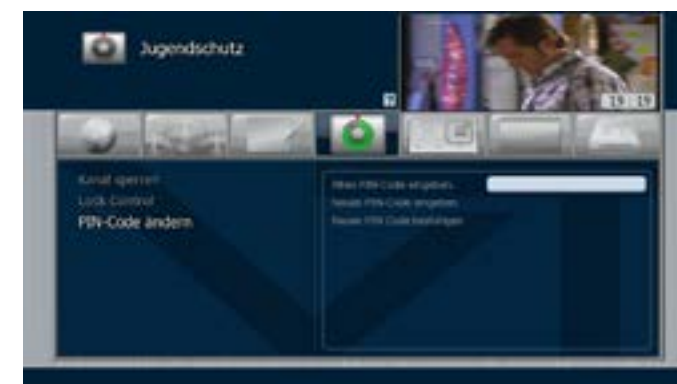 Jugendschutz
?
19:19
Kanal sperren
Lock-Control
PIN-Code ändern
Alten PIN-Code eingeben.
Neuen PIN-Code eingeben.
Neuen PIN-Code bestätigen